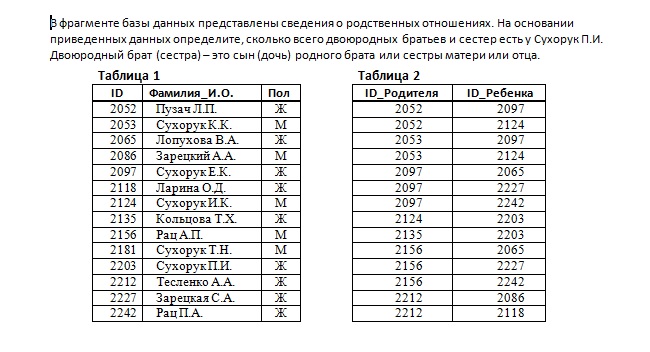 В фрагменте базы данных представлены сведения о родственных отношениях. На основании
приведенных данных определите, сколько всего двоюродных братьев и сестер есть у Сухорук П.И.
Двоюродный брат (сестра) – это сын (дочь) родного брата или сестры матери или отца.
Таблица 1 Таблица 2
ID Фамилия_И.О. Пол ID_Родителя ID_Ребенка
2052 Пузач Л.П. Ж 2052 2097
2053 Сухорук К.К. М 2052 2124
2065 Лопухова В.А. Ж 2053 2097
2086 Зарецкий А.А. М 2053 2124
2097 Сухорук Е.К. Ж 2097 2065
2118 Ларина О.Д. Ж 2097 2227
2124 Сухорук И.К. М 2097 2242
2135 Кольцова Т.Х. Ж 2124 2203
2156 Рац А.П. М 2135 2203
2181 Сухорук Т.Н. М 2156 2065
2203 Сухорук П.И. Ж 2156 2227
2212 Тесленко А.А. Ж 2156 2242
2227 Зарецкая С.А. Ж 2212 2086
2242 Рац П.А. Ж 2212 2118